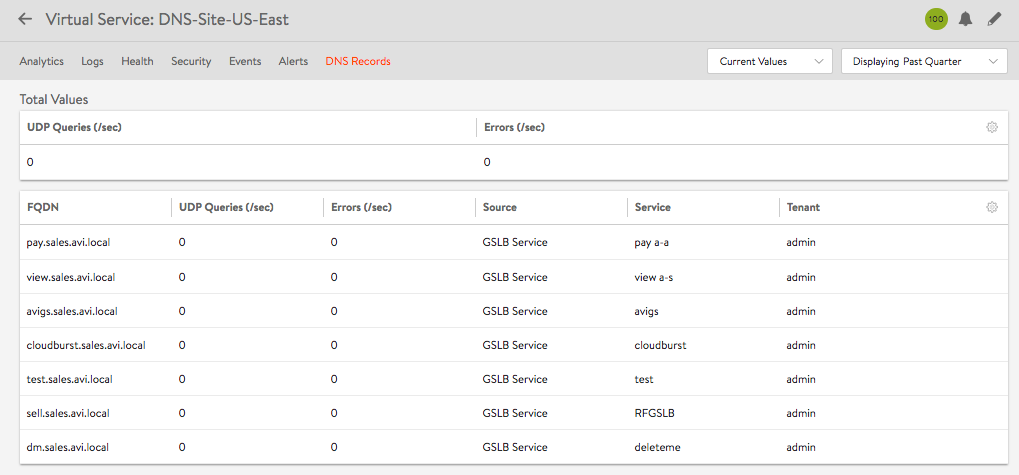 Virtual Service: DNS-Site-US-East 100
Analytics Logs Health Security Events Alerts DNS Records Current Values Displaying Past Quarter
Total Values
UDP Queries (/sec) Errors (/sec)
0 0
FQDN UDP Queries (/sec) Errors (/sec) Source Service Tenant
pay.sales.avi.local 0 0 GSLB Service pay a-a admin
view.sales.avi.local 0 0 GSLB Service view a-s admin
avigs.sales.avi.local 0 0 GSLB Service avigs admin
cloudburst.sales.avi.local 0 0 GSLB Service cloudburst admin
test.sales.avi.local 0 0 GSLB Service test admin
sell.sales.avi.local 0 0 GSLB Service RFGSLB admin
dm.sales.avi.local 0 0 GSLB Service deleteme admin